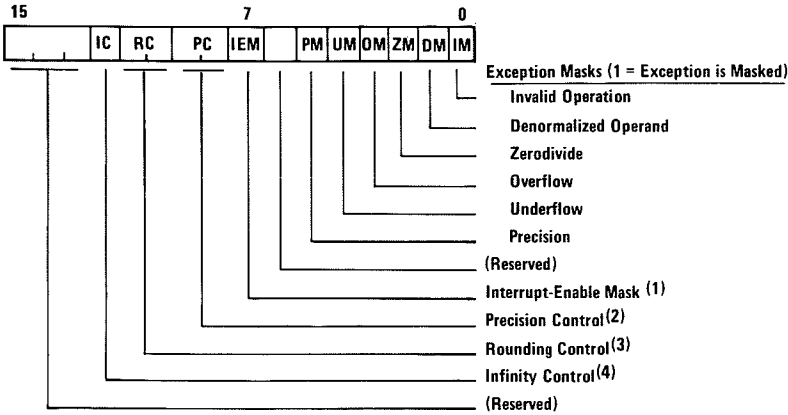 15 7 0
IC RC PC IEM PM UM OM ZM DM IM
Exception Masks (1 = Exception is Masked)
Invalid Operation
Denormalized Operand
Zerodivide
Overflow
Underflow
Precision
(Reserved)
Interrupt-Enable Mask (1)
Precision Control(2)
Rounding Control(3)
Infinity Control(4)
(Reserved)